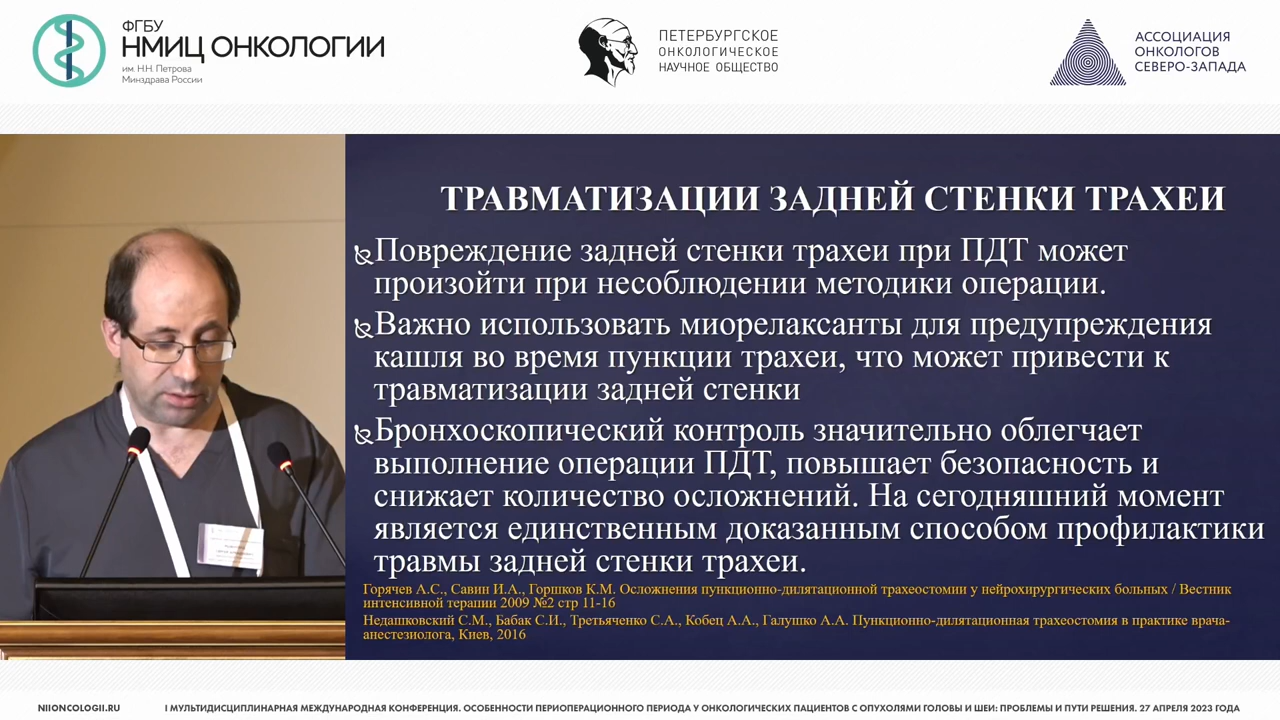 ФГБУ
НМИЦ ОНКОЛОГИИ
им. Н.Н. Петрова
Минздрава России
ПЕТЕРБУРГСКОЕ
ОНКОЛОГИЧЕСКОЕ
НАУЧНОЕ ОБЩЕСТВО
АССОЦИАЦИЯ
ОНКОЛОГОВ
СЕВЕРО-ЗАПАДА
ТРАВМАТИЗАЦИИ ЗАДНЕЙ СТЕНКИ ТРАХЕИ
Повреждение задней стенки трахеи при ПДТ может
произойти при несоблюдении методики операции.
Важно использовать миорелаксанты для предупреждения
кашля во время пункции трахеи, что может привести к
травматизации задней стенки
Бронхоскопический контроль значительно облегчает
выполнение операции ПДТ, повышает безопасность и
снижает количество осложнений. На сегодняшний момент
является единственным доказанным способом профилактики
травмы задней стенки трахеи.
Горячев А.С., Савин И.А., Горшков К.М. Осложнения пункционно-дилятационной трахеостомии у нейрохирургических больных / Вестник
интенсивной терапии 2009 №2 стр 11-16
Недашковский С.М., Бабак С.И., Третьяченко С.А., Кобец А.А., Галушко А.А. Пункционно-дилятационная трахеостомия в практике врача-
анестезиолога, Киев, 2016
NIIONCOLOGII.RU
I МУЛЬТИДИСЦИПЛИНАРНАЯ МЕЖДУНАРОДНАЯ КОНФЕРЕНЦИЯ. ОСОБЕННОСТИ ПЕРИОПЕРАЦИОННОГО ПЕРИОДА У ОНКОЛОГИЧЕСКИХ ПАЦИЕНТОВ С ОПУХОЛЯМИ ГОЛОВЫ И ШЕИ: ПРОБЛЕМЫ И ПУТИ РЕШЕНИЯ. 27 АПРЕЛЯ 2023 ГОДА